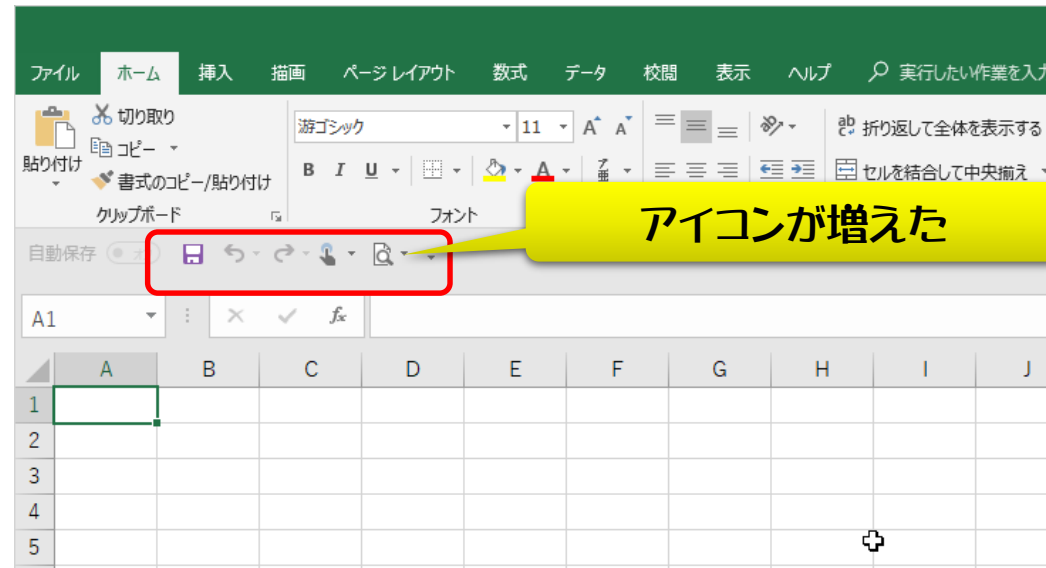 ファイル ホーム 挿入 描画 ページ レイアウト 数式 データ 校閲 表示 ヘルプ 実行したい作業を入力
切り取り
コピー
貼り付け
書式のコピー/貼り付け
クリップボード
游ゴシック 11 A A
B I U A 亜
フォント
ab 折り返して全体を表示する
セルを結合して中央揃え
アイコンが増えた
自動保存 オフ
A1 fx
A B C D E F G H I J
1
2
3
4
5